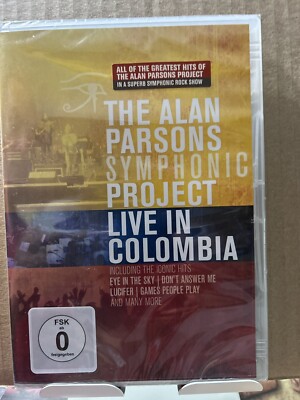 ALL OF THE GREATEST HITS OF
THE ALAN PARSONS PROJECT
IN A SUPERB SYMPHONIC ROCK SHOW
THE ALAN
PARSONS
SYMPHONIC
PROJECT
LIVE IN
COLOMBIA
INCLUDING THE ICONIC HITS
EYE IN THE SKY | DON'T ANSWER ME
LUCIFER | GAMES PEOPLE PLAY
AND MANY MORE
FSK
ab
0
freigegeben